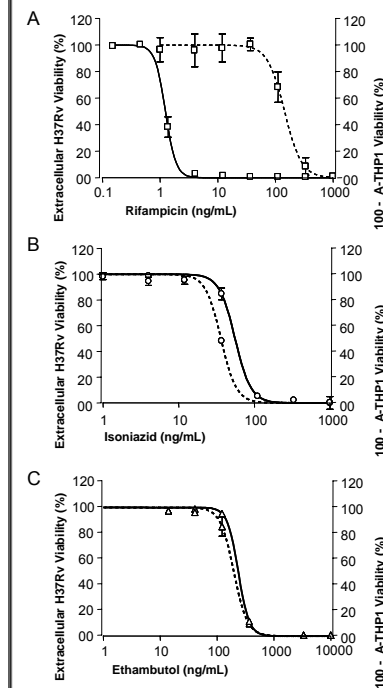 A
Extracellular H37Rv Viability (%)
120
100
80
60
40
20
00
120
100
80
60
40
20
00
100 - A-THP1 Viability (%)
0.1 1 10 100 1000
Rifampicin (ng/mL)
B
Extracellular H37Rv Viability (%)
120
100
80
60
40
20
00
120
100
80
60
40
20
00
100 - A-THP1 Viability (%)
1 10 100 1000
Isoniazid (ng/mL)
C
Extracellular H37Rv Viability (%)
120
100
80
60
40
20
00
120
100
80
60
40
20
00
100 - A-THP1 Viability (%)
1 10 100 1000 10000
Ethambutol (ng/mL)